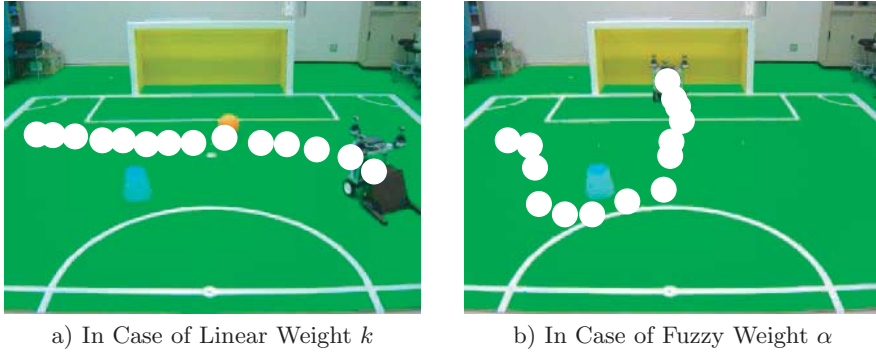 a) In Case of Linear Weight k
b) In Case of Fuzzy Weight α